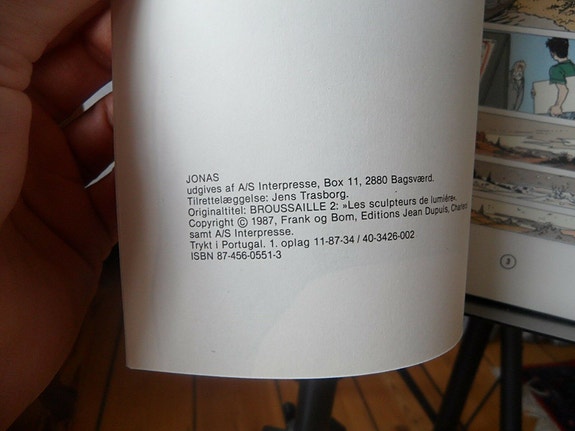 JONAS
udgives af A/S Interpresse, Box 11, 2880 Bagsværd.
Tilrettelæggelse: Jens Trasborg.
Originaltitel: BROUSSAILLE 2: »Les sculpteurs de lumière«.
Copyright © 1987, Frank og Bom, Editions Jean Dupuis,
samt A/S Interpresse.
Trykt i Portugal. 1. oplag 11-87-34 / 40-3426-002
ISBN 87-456-0551-3
3